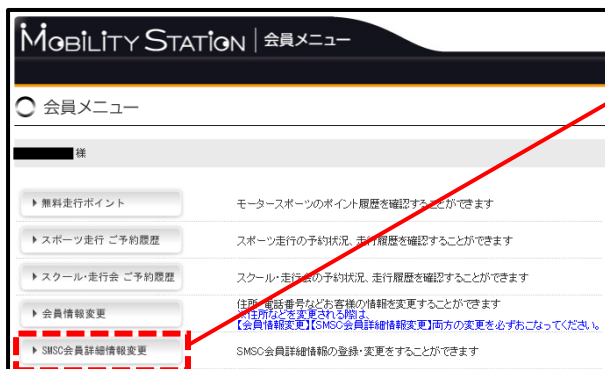 MOBILITY STATION | 会員メニュー
会員メニュー
様
無料走行ポイント
モータースポーツのポイント履歴を確認することができます
スポーツ走行 ご予約履歴
スポーツ走行の予約状況、走行履歴を確認することができます
スクール・走行会 ご予約履歴
スクール・走行会の予約状況、走行履歴を確認することができます
会員情報変更
住所・電話番号などお客様の情報を変更することができます
※住所などを変更される際は、
【会員情報変更】【SMSC会員詳細情報変更】両方の変更を必ずおこなってください。
SMSC会員詳細情報変更
SMSC会員詳細情報の登録・変更をすることができます